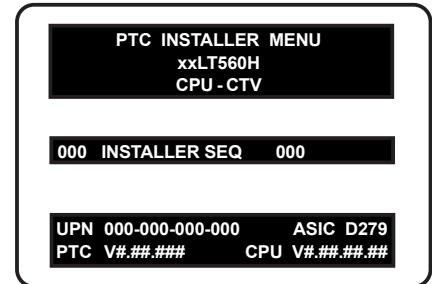 PTC INSTALLER MENU
xxLT560H
CPU - CTV
000 INSTALLER SEQ 000
UPN 000-000-000-000 ASIC D279
PTC V#.##.### CPU V#.##.##.##